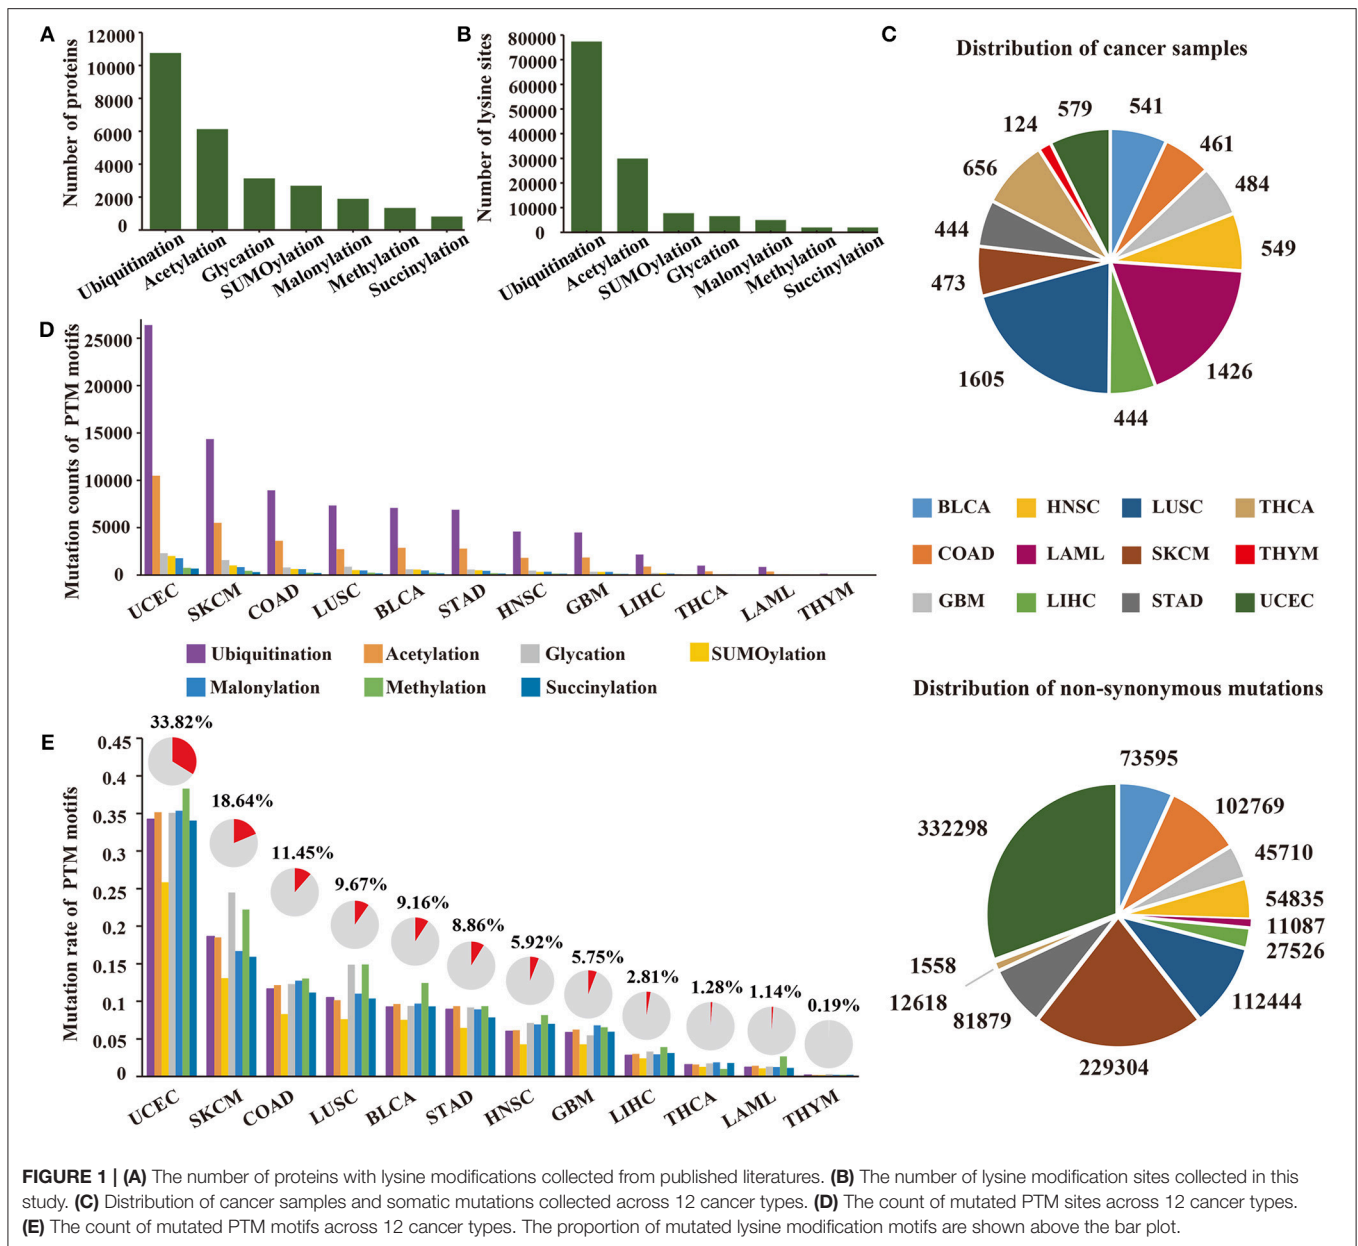 A
Number of proteins
12000
10000
8000
6000
4000
2000
0
Ubiquitination
Acetylation
Glycation
SUMOylation
Malonylation
Methylation
Succinylation
B
Number of lysine sites
80000
70000
60000
50000
40000
30000
20000
10000
0
Ubiquitination
Acetylation
SUMOylation
Glycation
Malonylation
Methylation
Succinylation
C
Distribution of cancer samples
541
461
484
549
1426
444
1605
473
444
656
124
579
BLCA HNSC LUSC THCA
COAD LAML SKCM THYM
GBM LIHC STAD UCEC
Distribution of non-synonymous mutations
73595
102769
45710
54835
11087
27526
112444
229304
81879
12618
1558
332298
D
Mutation counts of PTM motifs
25000
20000
15000
10000
5000
0
UCEC
SKCM
COAD
LUSC
BLCA
STAD
HNSC
GBM
LIHC
THCA
LAML
THYM
Ubiquitination Acetylation Glycation SUMOylation
Malonylation Methylation Succinylation
E
Mutation rate of PTM motifs
0.45
0.4
0.35
0.3
0.25
0.2
0.15
0.1
0.05
0
33.82%
18.64%
11.45%
9.67%
9.16%
8.86%
5.92%
5.75%
2.81%
1.28%
1.14%
0.19%
UCEC
SKCM
COAD
LUSC
BLCA
STAD
HNSC
GBM
LIHC
THCA
LAML
THYM
FIGURE 1 | (A) The number of proteins with lysine modifications collected from published literatures. (B) The number of lysine modification sites collected in this
study. (C) Distribution of cancer samples and somatic mutations collected across 12 cancer types. (D) The count of mutated PTM sites across 12 cancer types.
(E) The count of mutated PTM motifs across 12 cancer types. The proportion of mutated lysine modification motifs are shown above the bar plot.